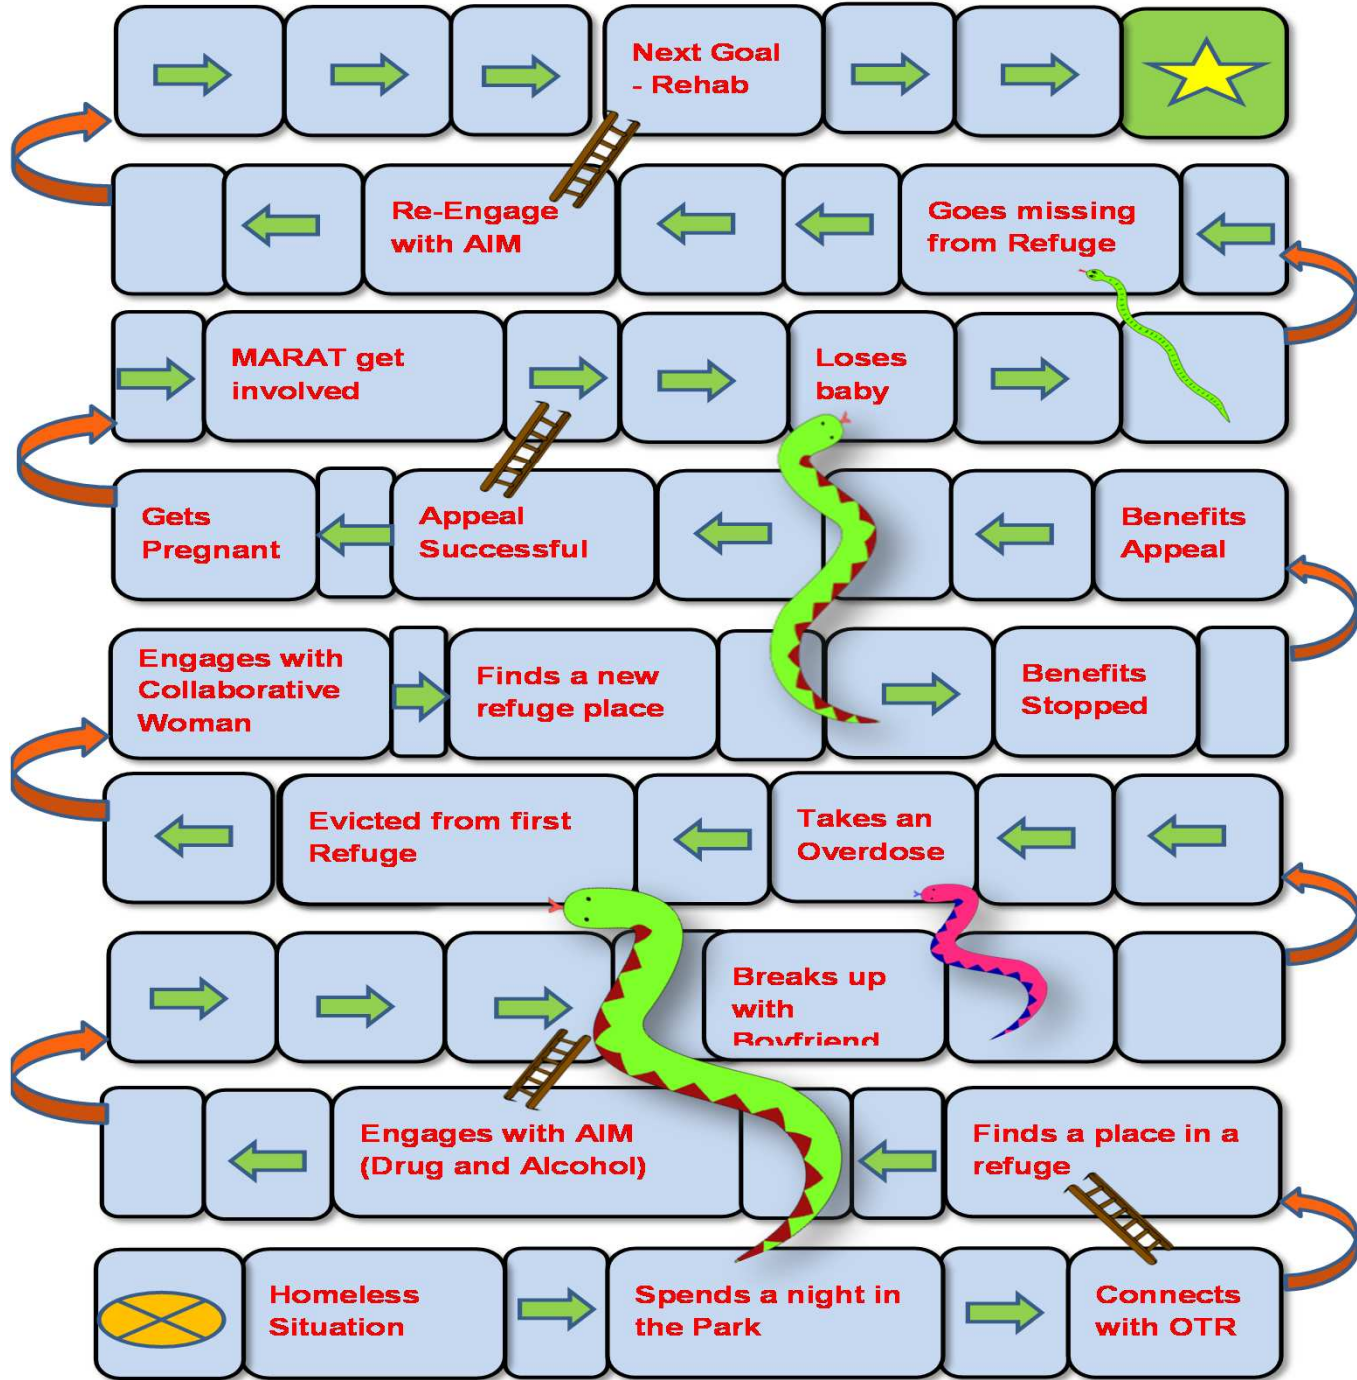 Next Goal
- Rehab
Re-Engage
with AIM
Goes missing
from Refuge
MARAT get
involved
Loses
baby
Gets
Pregnant
Appeal
Successful
Benefits
Appeal
Engages with
Collaborative
Woman
Finds a new
refuge place
Benefits
Stopped
Evicted from first
Refuge
Takes an
Overdose
Breaks up
with
Boyfriend
Engages with AIM
(Drug and Alcohol)
Finds a place in a
refuge
Homeless
Situation
Spends a night in
the Park
Connects
with OTR